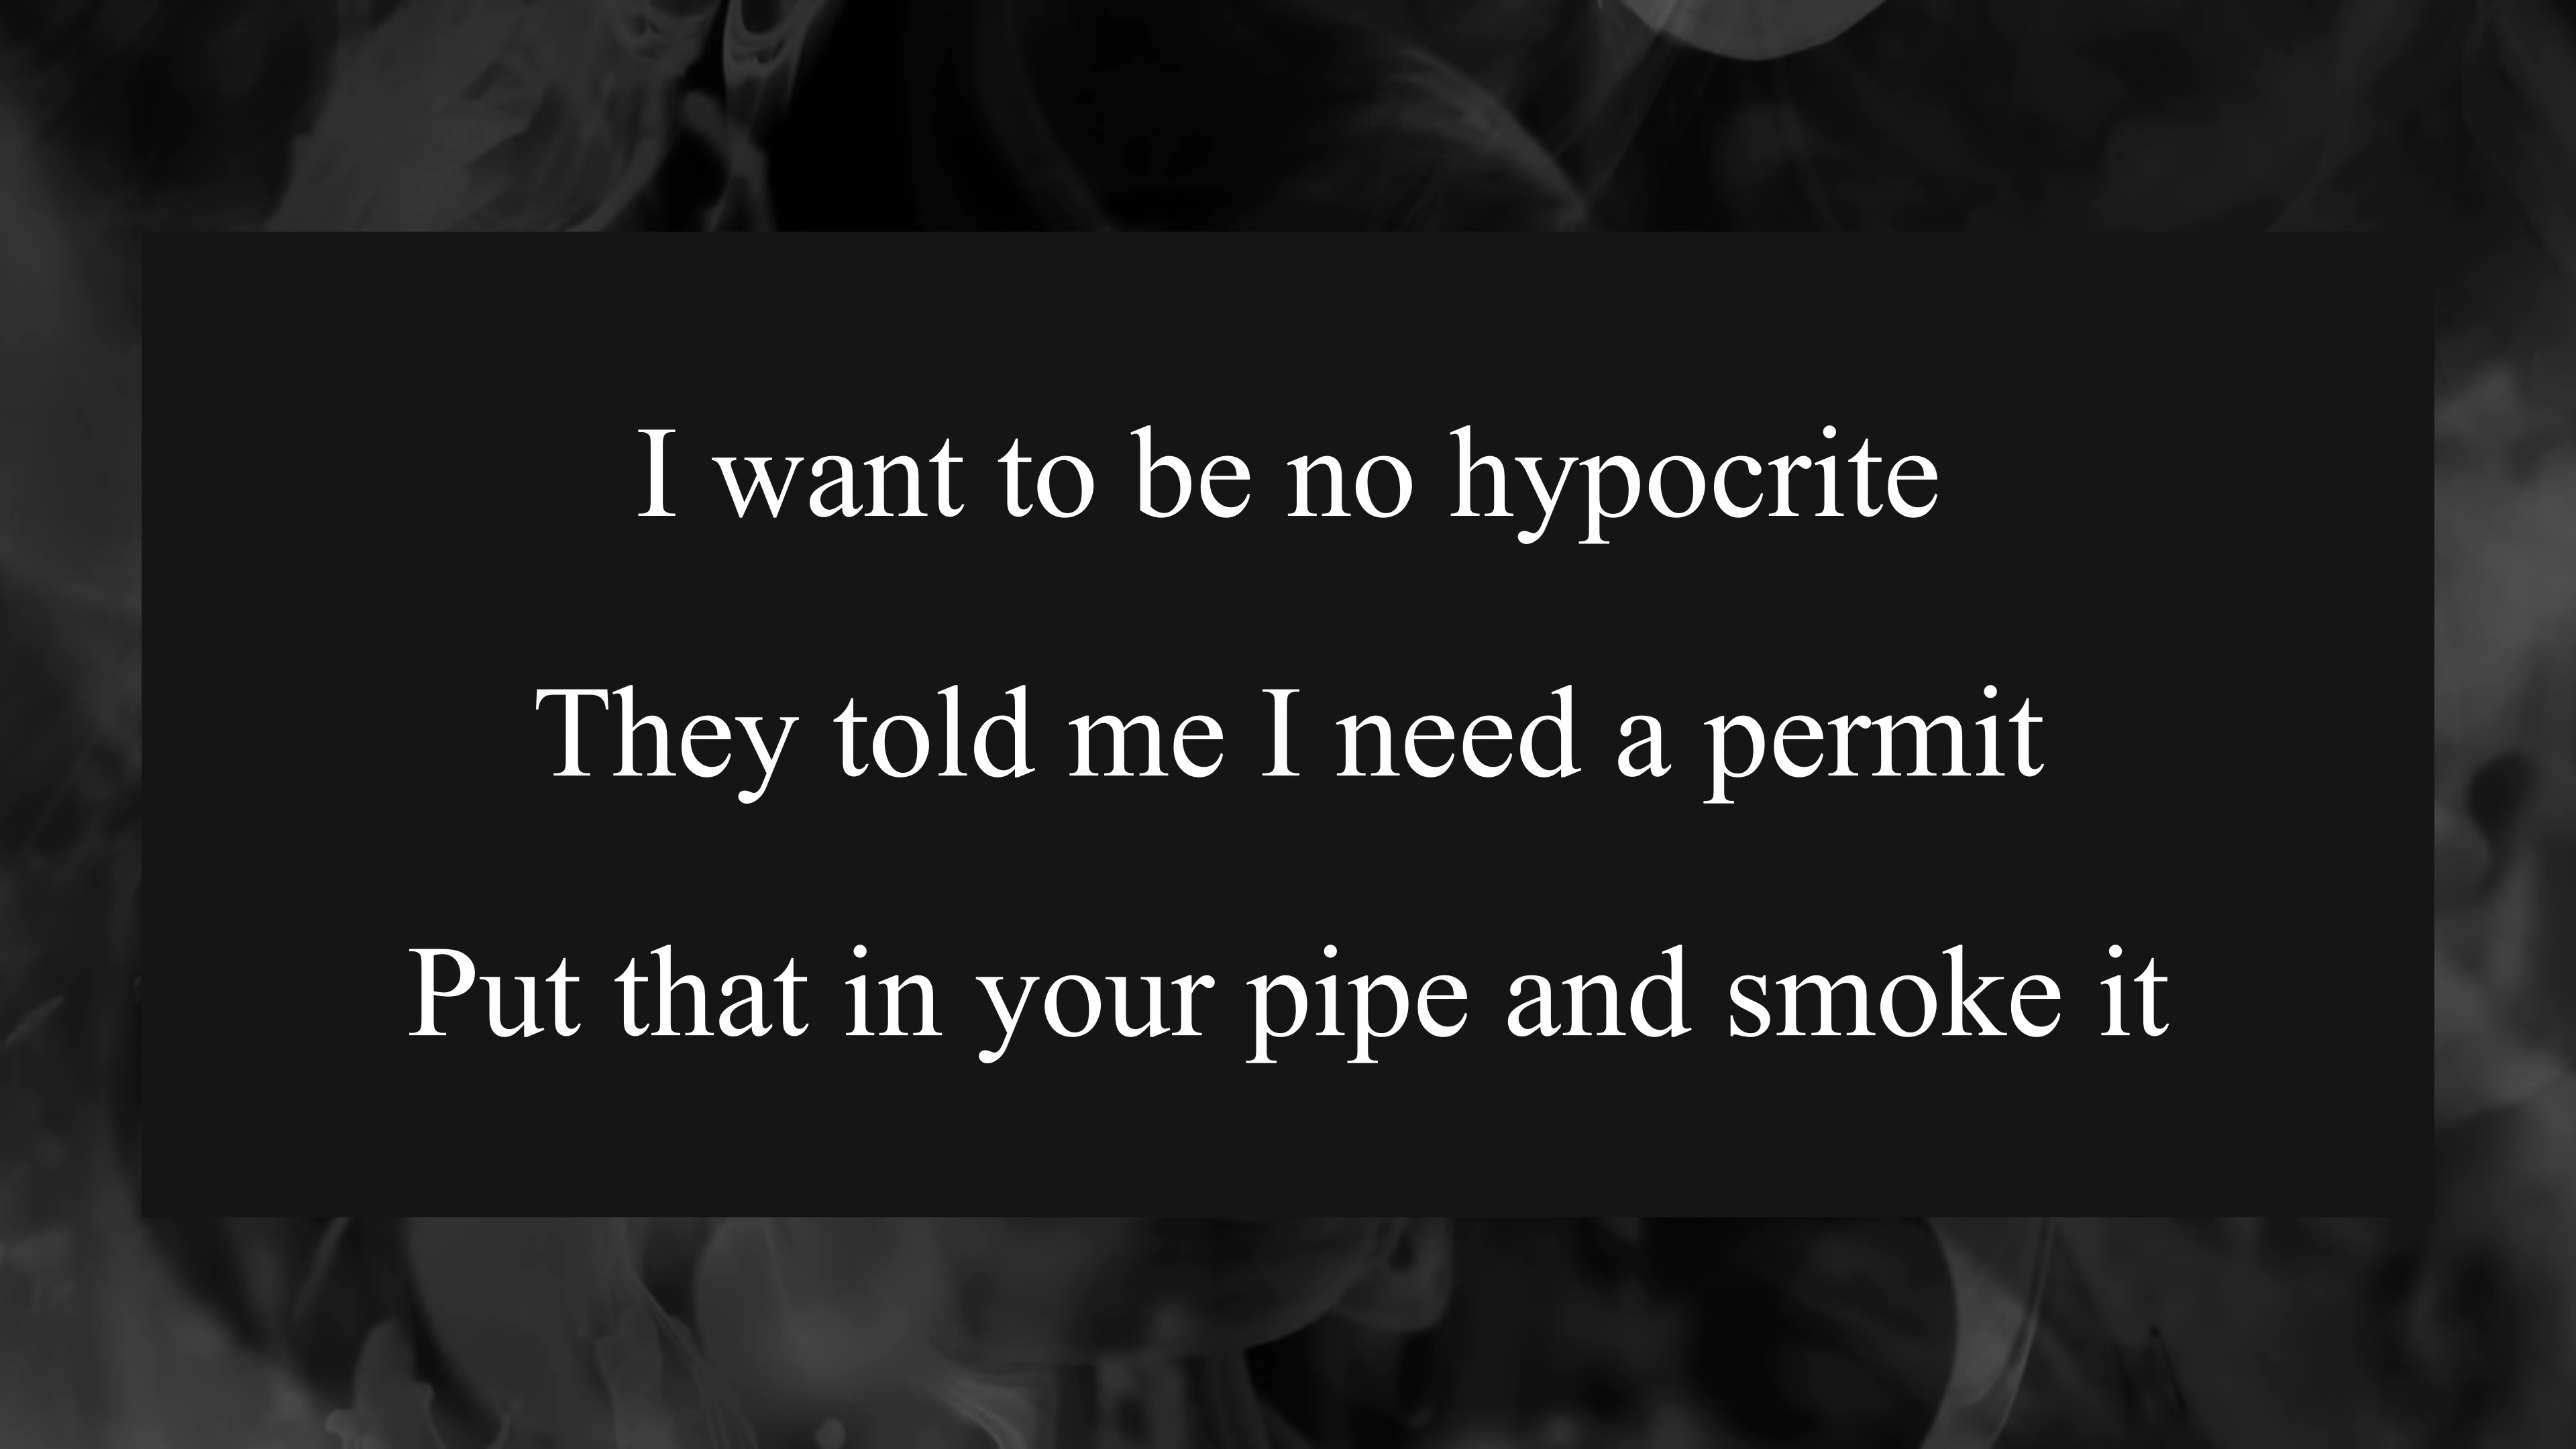 I want to be no hypocrite
They told me I need a permit
Put that in your pipe and smoke it